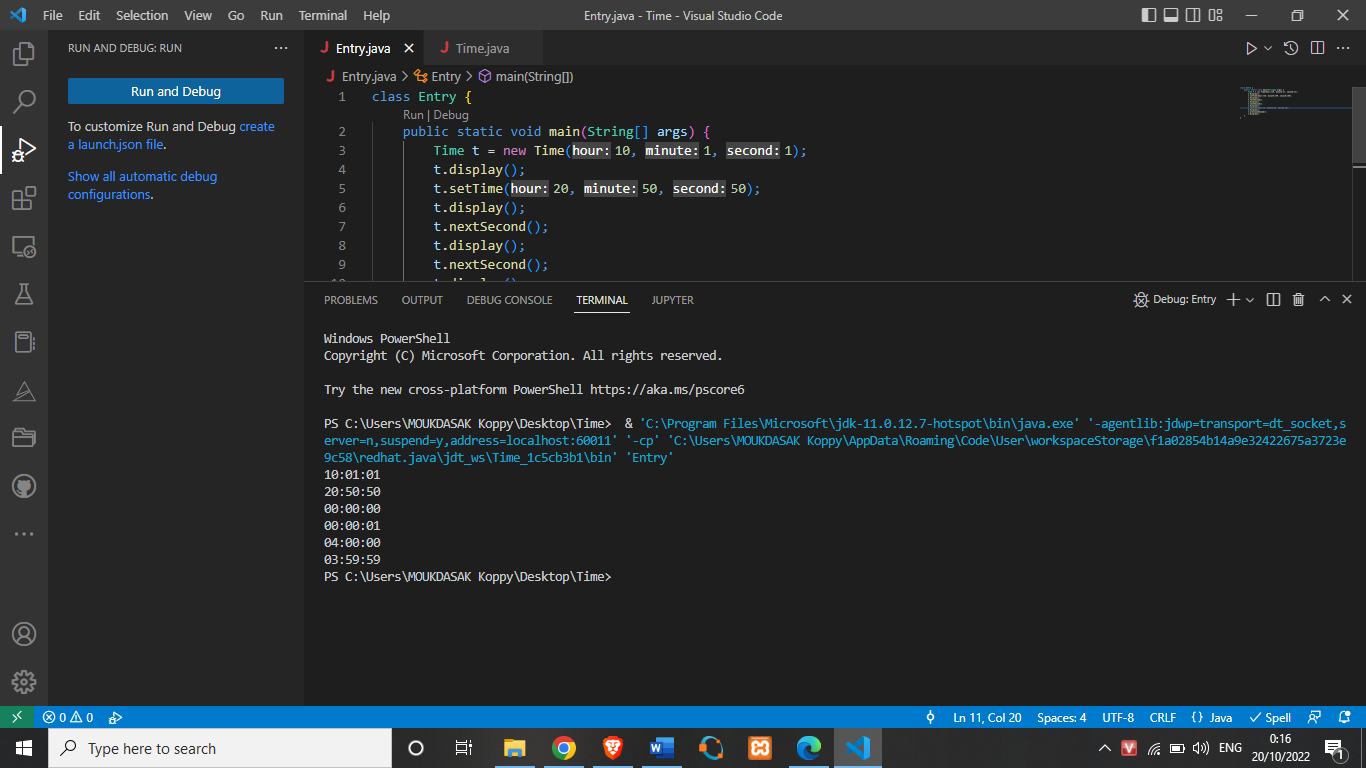 File Edit Selection View Go Run Terminal Help Entry.java - Time - Visual Studio Code
RUN AND DEBUG: RUN
Run and Debug
To customize Run and Debug create
a launch.json file.
Show all automatic debug
configurations.
J Entry.java J Time.java
J Entry.java > Entry > main(String[])
1 class Entry {
Run | Debug
2 public static void main(String[] args) {
3 Time t = new Time(hour: 10, minute: 1, second: 1);
4 t.display();
5 t.setTime(hour: 20, minute: 50, second: 50);
6 t.display();
7 t.nextSecond();
8 t.display();
9 t.nextSecond();
PROBLEMS OUTPUT DEBUG CONSOLE TERMINAL JUPYTER Debug: Entry
Windows PowerShell
Copyright (C) Microsoft Corporation. All rights reserved.
Try the new cross-platform PowerShell https://aka.ms/pscore6
PS C:\Users\MOUKDASAK Koppy\Desktop\Time>  & 'C:\Program Files\Microsoft\jdk-11.0.12.7-hotspot\bin\java.exe' '-agentlib:jdwp=transport=dt_socket,s
erver=n,suspend=y,address=localhost:60011' '-cp' 'C:\Users\MOUKDASAK Koppy\AppData\Roaming\Code\User\workspaceStorage\f1a02854b14a9e32422675a3723e
9c58\redhat.java\jdt_ws\Time_1c5cb3b1\bin' 'Entry'
10:01:01
20:50:50
00:00:00
00:00:01
04:00:00
03:59:59
PS C:\Users\MOUKDASAK Koppy\Desktop\Time>
0 0 Ln 11, Col 20 Spaces: 4 UTF-8 CRLF {} Java Spell
Type here to search
ENG
0:16
20/10/2022
1